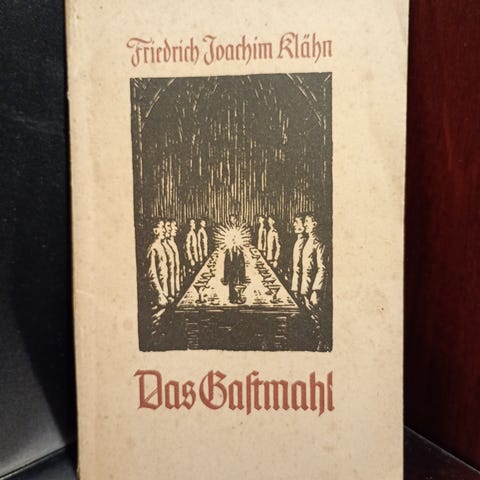 Friedrich Joachim Klähn
Das Gaſtmahl